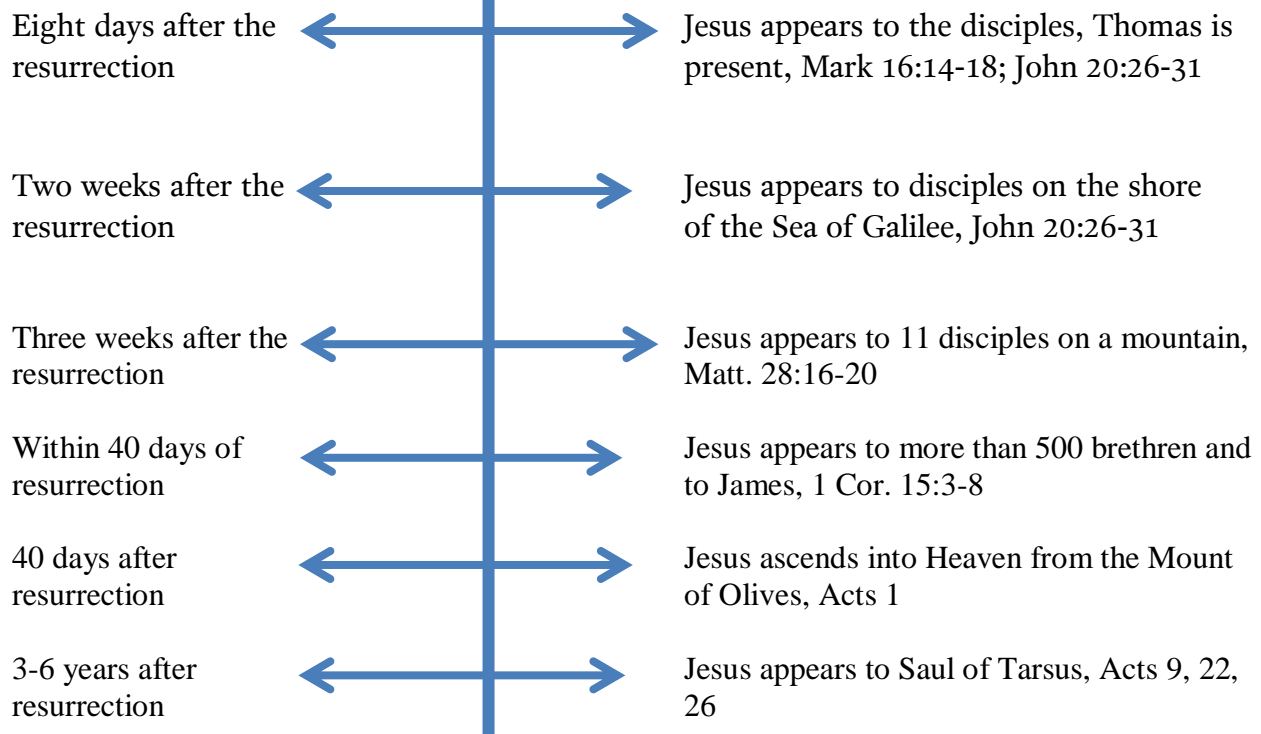 Eight days after the
resurrection
Jesus appears to the disciples, Thomas is
present, Mark 16:14-18; John 20:26-31
Two weeks after the
resurrection
Jesus appears to disciples on the shore
of the Sea of Galilee, John 20:26-31
Three weeks after the
resurrection
Jesus appears to 11 disciples on a mountain,
Matt. 28:16-20
Within 40 days of
resurrection
Jesus appears to more than 500 brethren and
to James, 1 Cor. 15:3-8
40 days after
resurrection
Jesus ascends into Heaven from the Mount
of Olives, Acts 1
3-6 years after
resurrection
Jesus appears to Saul of Tarsus, Acts 9, 22,
26